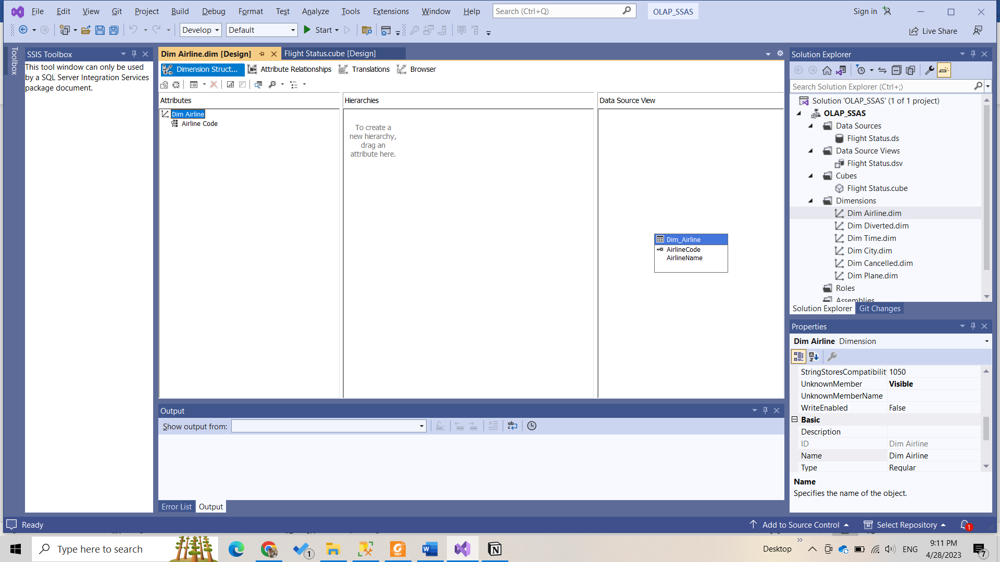 File Edit View Git Project Build Debug Format Test Analyze Tools Extensions Window Help Search (Ctrl+Q) OLAP_SSAS Sign in
Develop Default Start Live Share
Toolbox
SSIS Toolbox
This tool window can only be used
by a SQL Server Integration Services
package document.
Dim Airline.dim [Design] Flight Status.cube [Design]
Dimension Struct... Attribute Relationships Translations Browser
Attributes
Dim Airline
Airline Code
Hierarchies
To create a
new hierarchy,
drag an
attribute here.
Data Source View
Dim_Airline
AirlineCode
AirlineName
Output
Show output from:
Error List Output
Solution Explorer
Search Solution Explorer (Ctrl+;)
Solution 'OLAP_SSAS' (1 of 1 project)
OLAP_SSAS
Data Sources
Flight Status.ds
Data Source Views
Flight Status.dsv
Cubes
Flight Status.cube
Dimensions
Dim Airline.dim
Dim Diverted.dim
Dim Time.dim
Dim City.dim
Dim Cancelled.dim
Dim Plane.dim
Roles
Assemblies
Solution Explorer Git Changes
Properties
Dim Airline Dimension
StringStoresCompatibilit 1050
UnknownMember Visible
UnknownMemberName
WriteEnabled False
Basic
Description
ID Dim Airline
Name Dim Airline
Type Regular
Name
Specifies the name of the object.
Ready Add to Source Control Select Repository 1
Type here to search 1 PDF Desktop ENG 9:11 PM
4/28/2023 7